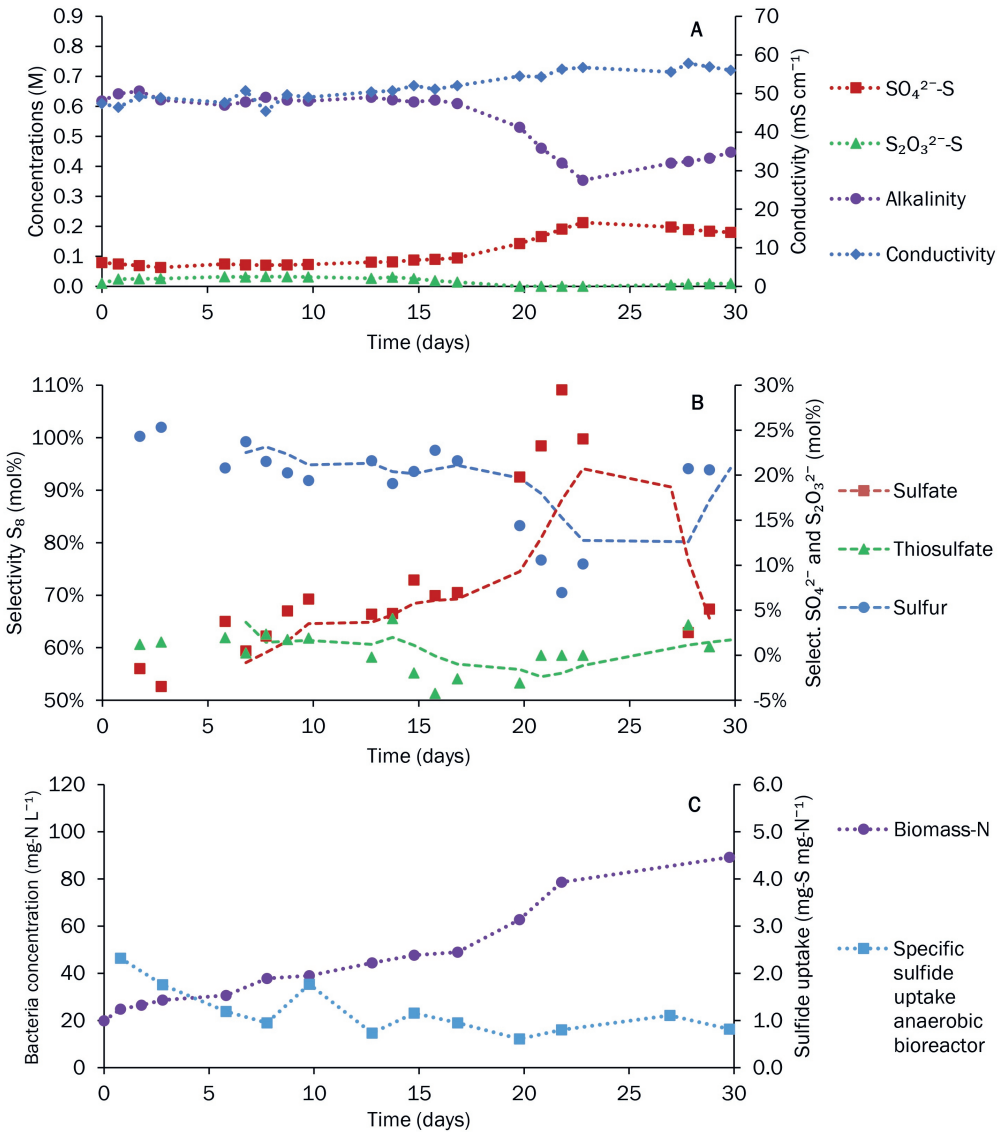 A
0.9
0.8
0.7
0.6
0.5
0.4
0.3
0.2
0.1
0.0
Concentrations (M)
70
60
50
40
30
20
10
0
Conductivity (mS cm⁻¹)
0 5 10 15 20 25 30
Time (days)
SO₄²⁻-S
S₂O₃²⁻-S
Alkalinity
Conductivity
B
110%
100%
90%
80%
70%
60%
50%
Selectivity S₈ (mol%)
30%
25%
20%
15%
10%
5%
0%
-5%
Select. SO₄²⁻ and S₂O₃²⁻ (mol%)
0 5 10 15 20 25 30
Time (days)
Sulfate
Thiosulfate
Sulfur
C
120
100
80
60
40
20
0
Bacteria concentration (mg-N L⁻¹)
6.0
5.0
4.0
3.0
2.0
1.0
0.0
Sulfide uptake (mg-S mg-N⁻¹)
0 5 10 15 20 25 30
Time (days)
Biomass-N
Specific
sulfide
uptake
anaerobic
bioreactor